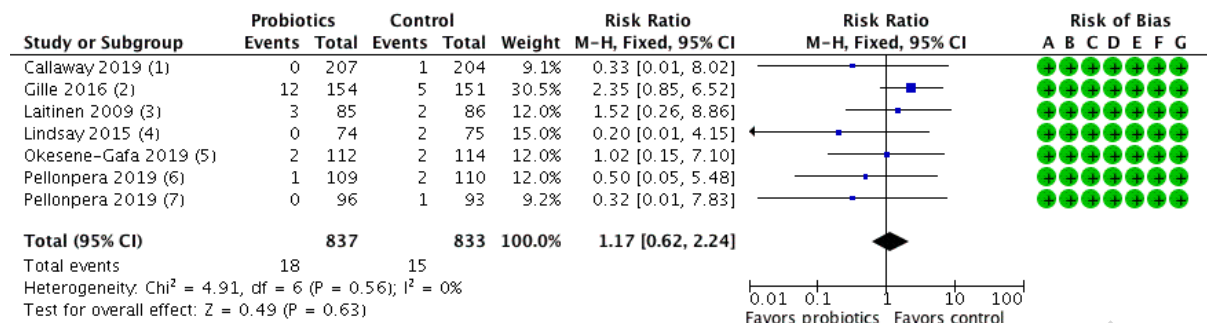 Probiotics Control Risk Ratio Risk Ratio Risk of Bias
Study or Subgroup Events Total Events Total Weight M-H, Fixed, 95% CI M-H, Fixed, 95% CI A B C D E F G
Callaway 2019 (1) 0 207 1 204 9.1% 0.33 [0.01, 8.02] + + + + + + +
Gille 2016 (2) 12 154 5 151 30.5% 2.35 [0.85, 6.52] + + + + + + +
Laitinen 2009 (3) 3 85 2 86 12.0% 1.52 [0.26, 8.86] + + + + + + +
Lindsay 2015 (4) 0 74 2 75 15.0% 0.20 [0.01, 4.15] + + + + + + +
Okesene-Gafa 2019 (5) 2 112 2 114 12.0% 1.02 [0.15, 7.10] + + + + + + +
Pellonpera 2019 (6) 1 109 2 110 12.0% 0.50 [0.05, 5.48] + + + + + + +
Pellonpera 2019 (7) 0 96 1 93 9.2% 0.32 [0.01, 7.83] + + + + + + +
Total (95% CI) 837 833 100.0% 1.17 [0.62, 2.24]
Total events 18 15
Heterogeneity: Chi² = 4.91, df = 6 (P = 0.56); I² = 0%
Test for overall effect: Z = 0.49 (P = 0.63)
0.01 0.1 1 10 100
Favors probiotics Favors control